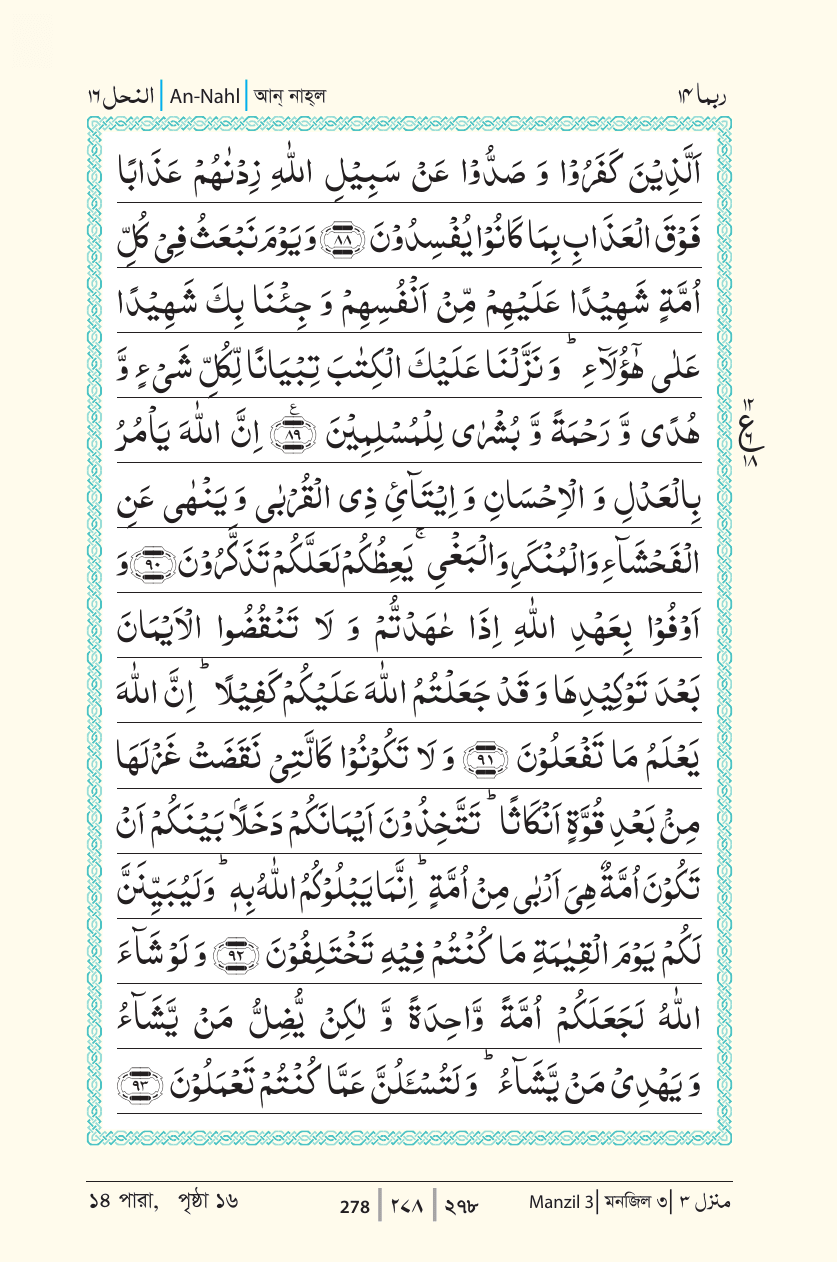 النحل ١٦ | An-Nahl | আন্ নাহ্‌ল
ربما ١٤
اَلَّذِيْنَ كَفَرُوْا وَ صَدُّوْا عَنْ سَبِيْلِ اللّٰهِ زِدْنٰهُمْ عَذَابًا
فَوْقَ الْعَذَابِ بِمَا كَانُوْا يُفْسِدُوْنَ ﴿٨٨﴾ وَيَوْمَ نَبْعَثُ فِيْ كُلِّ
اُمَّةٍ شَهِيْدًا عَلَيْهِمْ مِّنْ اَنْفُسِهِمْ وَ جِئْنَا بِكَ شَهِيْدًا
عَلٰى هٰٓؤُلَآءِ ؕ وَ نَزَّلْنَا عَلَيْكَ الْكِتٰبَ تِبْيَانًا لِّكُلِّ شَيْءٍ وَّ
هُدًى وَّ رَحْمَةً وَّ بُشْرٰى لِلْمُسْلِمِيْنَ ﴿٨٩﴾ ع اِنَّ اللّٰهَ يَاْمُرُ
١٢
ع
٦
١٨
بِالْعَدْلِ وَ الْاِحْسَانِ وَ اِيْتَآئِ ذِي الْقُرْبٰى وَ يَنْهٰى عَنِ
الْفَحْشَآءِ وَالْمُنْكَرِ وَالْبَغْيِ ۚ يَعِظُكُمْ لَعَلَّكُمْ تَذَكَّرُوْنَ ﴿٩٠﴾ وَ
اَوْفُوْا بِعَهْدِ اللّٰهِ اِذَا عٰهَدْتُّمْ وَ لَا تَنْقُضُوا الْاَيْمَانَ
بَعْدَ تَوْكِيْدِهَا وَ قَدْ جَعَلْتُمُ اللّٰهَ عَلَيْكُمْ كَفِيْلًا ؕ اِنَّ اللّٰهَ
يَعْلَمُ مَا تَفْعَلُوْنَ ﴿٩١﴾ وَ لَا تَكُوْنُوْا كَالَّتِيْ نَقَضَتْ غَزْلَهَا
مِنْۢ بَعْدِ قُوَّةٍ اَنْكَاثًا ؕ تَتَّخِذُوْنَ اَيْمَانَكُمْ دَخَلًۢا بَيْنَكُمْ اَنْ
تَكُوْنَ اُمَّةٌ هِيَ اَرْبٰى مِنْ اُمَّةٍ ؕ اِنَّمَا يَبْلُوْكُمُ اللّٰهُ بِهٖ ؕ وَلَيُبَيِّنَنَّ
لَكُمْ يَوْمَ الْقِيٰمَةِ مَا كُنْتُمْ فِيْهِ تَخْتَلِفُوْنَ ﴿٩٢﴾ وَ لَوْ شَآءَ
اللّٰهُ لَجَعَلَكُمْ اُمَّةً وَّاحِدَةً وَّ لٰكِنْ يُّضِلُّ مَنْ يَّشَآءُ
وَ يَهْدِيْ مَنْ يَّشَآءُ ؕ وَ لَتُسْـَٔلُنَّ عَمَّا كُنْتُمْ تَعْمَلُوْنَ ﴿٩٣﴾
১৪ পারা, পৃষ্ঠা ১৬
278 | ٢٧٨ | ২৭৮
Manzil 3 | মনজিল ৩ | منزل ٣